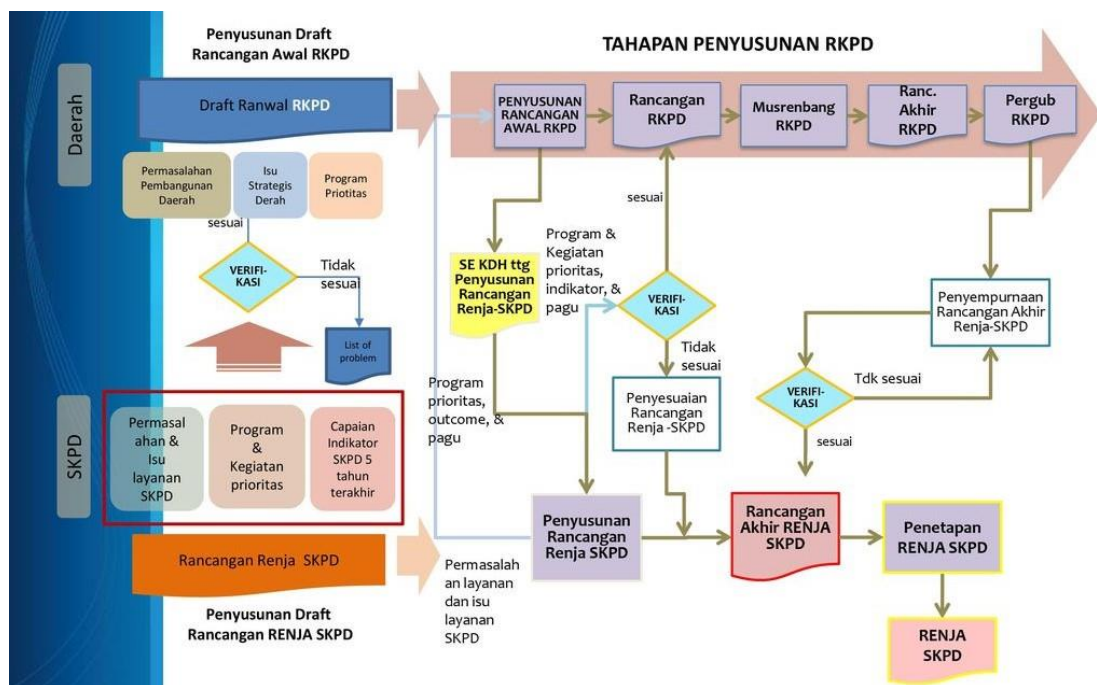 Penyusunan Draft
Rancangan Awal RKPD
TAHAPAN PENYUSUNAN RKPD
Daerah
Draft Ranwal RKPD
PENYUSUNAN
RANCANGAN
AWAL RKPD
Rancangan
RKPD
Musrenbang
RKPD
Ranc.
Akhir
RKPD
Pergub
RKPD
Permasalahan
Pembangunan
Daerah
Isu
Strategis
Derah
Program
Priotitas
sesuai
VERIFI-
KASI
Tidak
sesuai
List of
problem
SE KDH ttg
Penyusunan
Rancangan
Renja-SKPD
Program &
Kegiatan
prioritas,
indikator, &
pagu
sesuai
VERIFI-
KASI
Tidak
sesuai
Penyesuaian
Rancangan
Renja -SKPD
Penyempurnaan
Rancangan Akhir
Renja-SKPD
VERIFI-
KASI
Tdk sesuai
sesuai
Program
prioritas,
outcome, &
pagu
SKPD
Permasal
ahan &
Isu
layanan
SKPD
Program
&
Kegiatan
prioritas
Capaian
Indikator
SKPD 5
tahun
terakhir
Rancangan Renja SKPD
Penyusunan Draft
Rancangan RENJA SKPD
Permasalah
an layanan
dan isu
layanan
SKPD
Penyusunan
Rancangan
Renja SKPD
Rancangan
Akhir RENJA
SKPD
Penetapan
RENJA SKPD
RENJA
SKPD